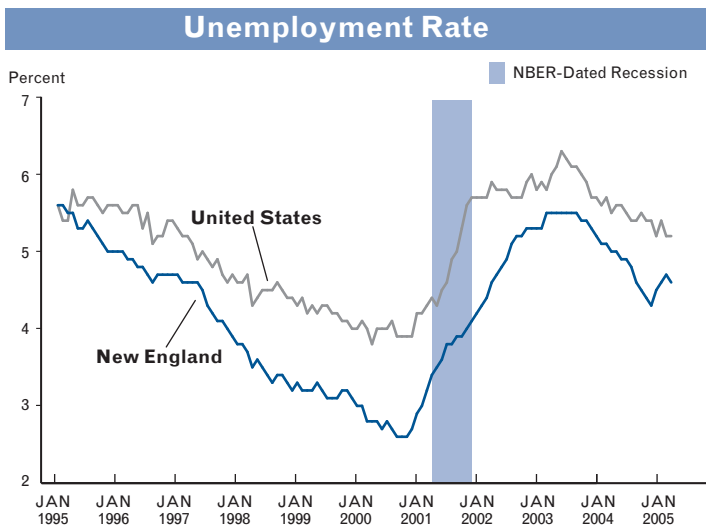 Unemployment Rate
Percent
NBER-Dated Recession
7
6
5
4
3
2
United States
New England
JAN JAN JAN JAN JAN JAN JAN JAN JAN JAN JAN
1995 1996 1997 1998 1999 2000 2001 2002 2003 2004 2005